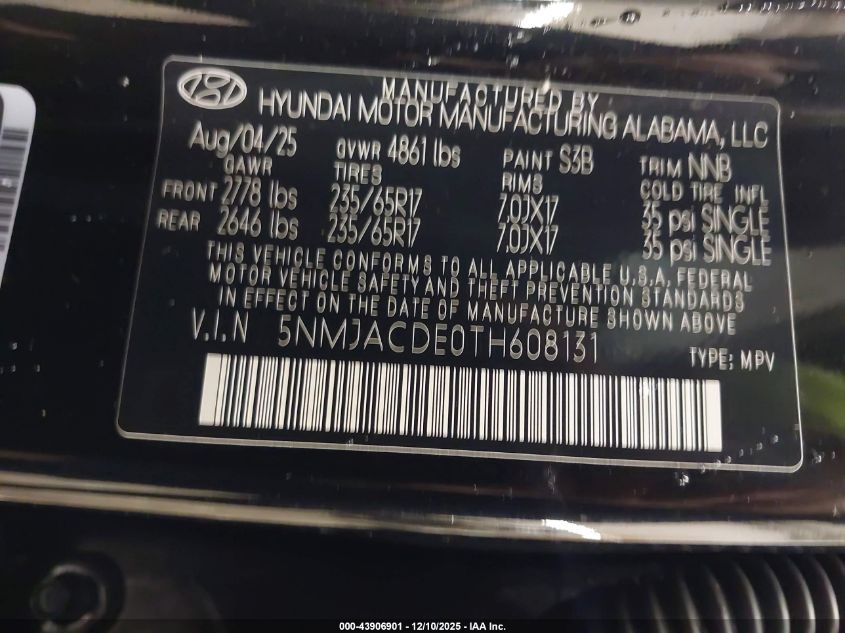 MANUFACTURED BY
HYUNDAI MOTOR MANUFACTURING ALABAMA, LLC
Aug/04/25 GVWR 4861 lbs PAINT S3B TRIM NNB
GAWR TIRES RIMS COLD TIRE INFL
FRONT 2778 lbs 235/65R17 7.0JX17 35 psi SINGLE
REAR 2646 lbs 235/65R17 7.0JX17 35 psi SINGLE
THIS VEHICLE CONFORMS TO ALL APPLICABLE U.S.A. FEDERAL
MOTOR VEHICLE SAFETY AND THEFT PREVENTION STANDARDS
IN EFFECT ON THE DATE OF MANUFACTURE SHOWN ABOVE
V.I.N 5NMJACDE0TH608131 TYPE: MPV
000-43906901 - 12/10/2025 - IAA Inc.